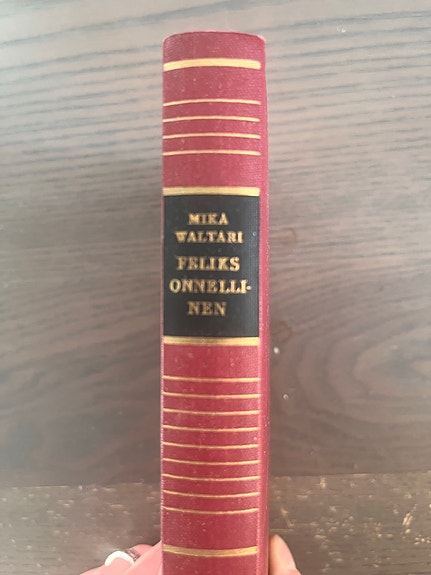 MIKA
WALTARI
FELIKS
ONNELLI-
NEN